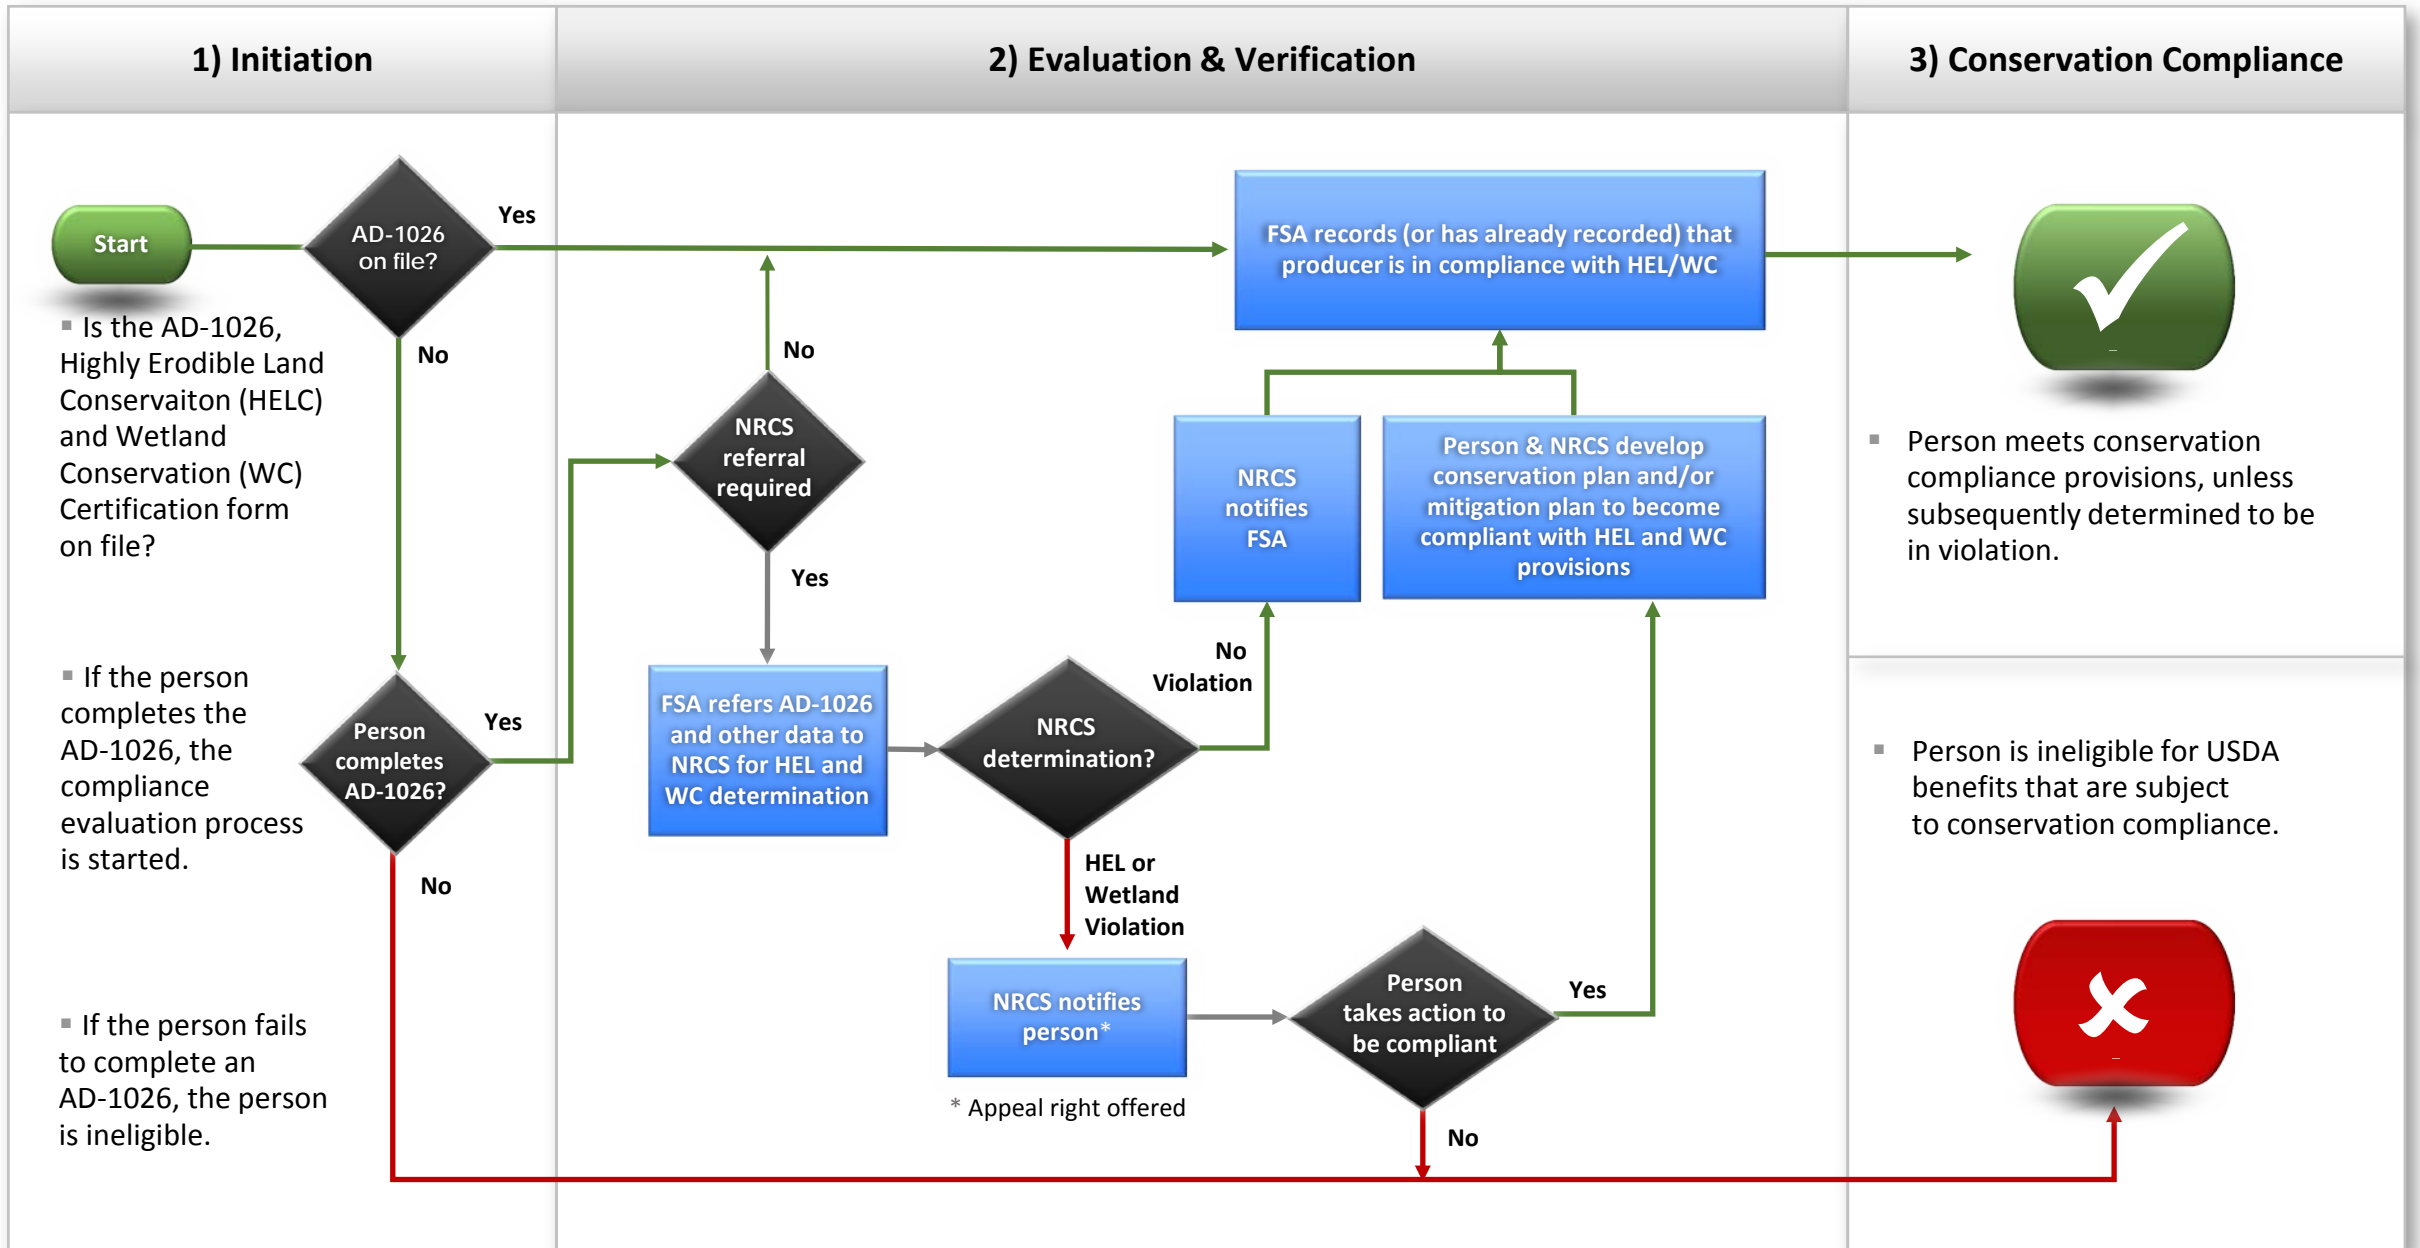 1) Initiation
2) Evaluation & Verification
3) Conservation Compliance
Start
AD-1026
on file?
Yes
No
▪ Is the AD-1026,
Highly Erodible Land
Conservaiton (HELC)
and Wetland
Conservation (WC)
Certification form
on file?
▪ If the person
completes the
AD-1026, the
compliance
evaluation process
is started.
Person
completes
AD-1026?
Yes
No
▪ If the person fails
to complete an
AD-1026, the person
is ineligible.
FSA records (or has already recorded) that
producer is in compliance with HEL/WC
No
NRCS
referral
required
Yes
NRCS
notifies
FSA
Person & NRCS develop
conservation plan and/or
mitigation plan to become
compliant with HEL and WC
provisions
FSA refers AD-1026
and other data to
NRCS for HEL and
WC determination
NRCS
determination?
No
Violation
HEL or
Wetland
Violation
NRCS notifies
person*
* Appeal right offered
Person
takes action to
be compliant
Yes
No
▪ Person meets conservation
compliance provisions, unless
subsequently determined to be
in violation.
▪ Person is ineligible for USDA
benefits that are subject
to conservation compliance.